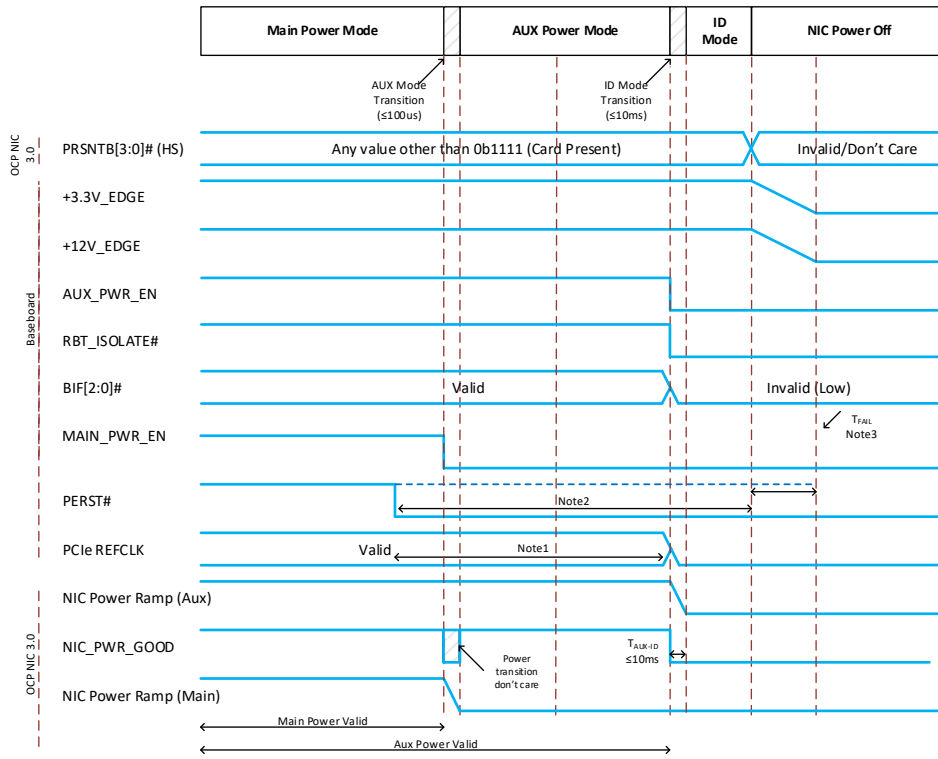 Main Power Mode
AUX Power Mode
ID
Mode
NIC Power Off
AUX Mode
Transition
(≤100us)
ID Mode
Transition
(≤10ms)
OCP NIC
3.0
PRSNTB[3:0]# (HS)
Any value other than 0b1111 (Card Present)
Invalid/Don't Care
Baseboard
+3.3V_EDGE
+12V_EDGE
AUX_PWR_EN
RBT_ISOLATE#
BIF[2:0]#
Valid
Invalid (Low)
MAIN_PWR_EN
TFAIL
Note3
PERST#
Note2
PCIe REFCLK
Valid
Note1
OCP NIC 3.0
NIC Power Ramp (Aux)
NIC_PWR_GOOD
Power
transition
don't care
TAUX-ID
≤10ms
NIC Power Ramp (Main)
Main Power Valid
Aux Power Valid